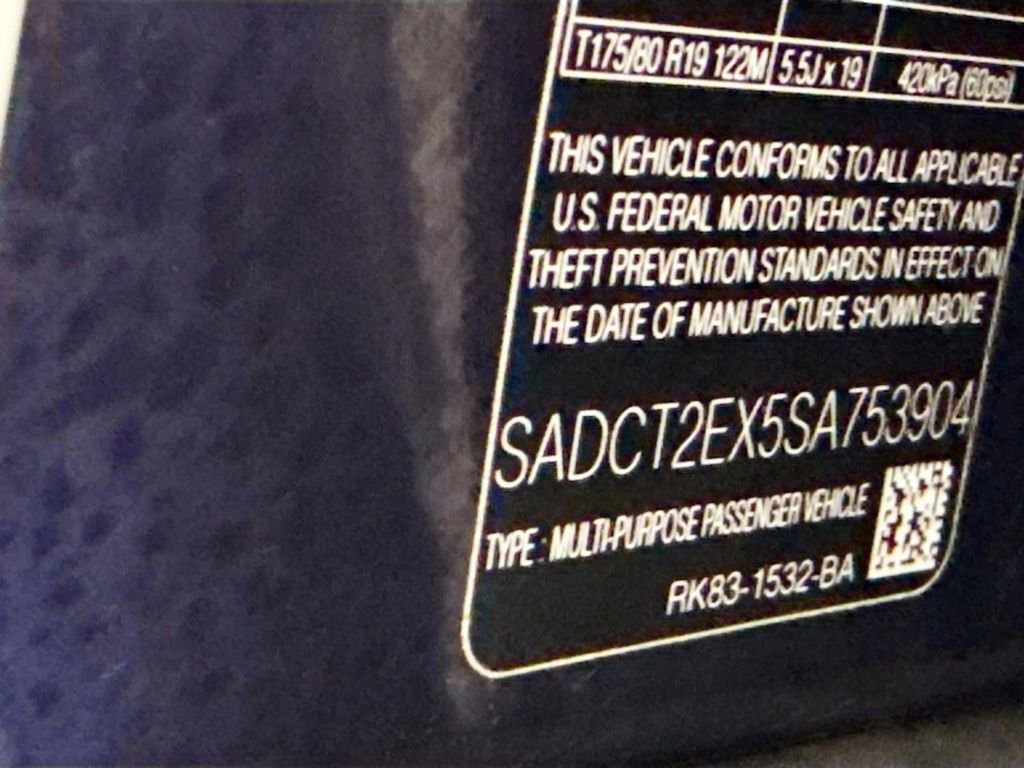 T175/80 R19 122M 5.5J x 19 420kPa (60psi)
THIS VEHICLE CONFORMS TO ALL APPLICABLE
U.S. FEDERAL MOTOR VEHICLE SAFETY AND
THEFT PREVENTION STANDARDS IN EFFECT ON
THE DATE OF MANUFACTURE SHOWN ABOVE
SADCT2EX5SA753904
TYPE : MULTI-PURPOSE PASSENGER VEHICLE
RK83-1532-BA